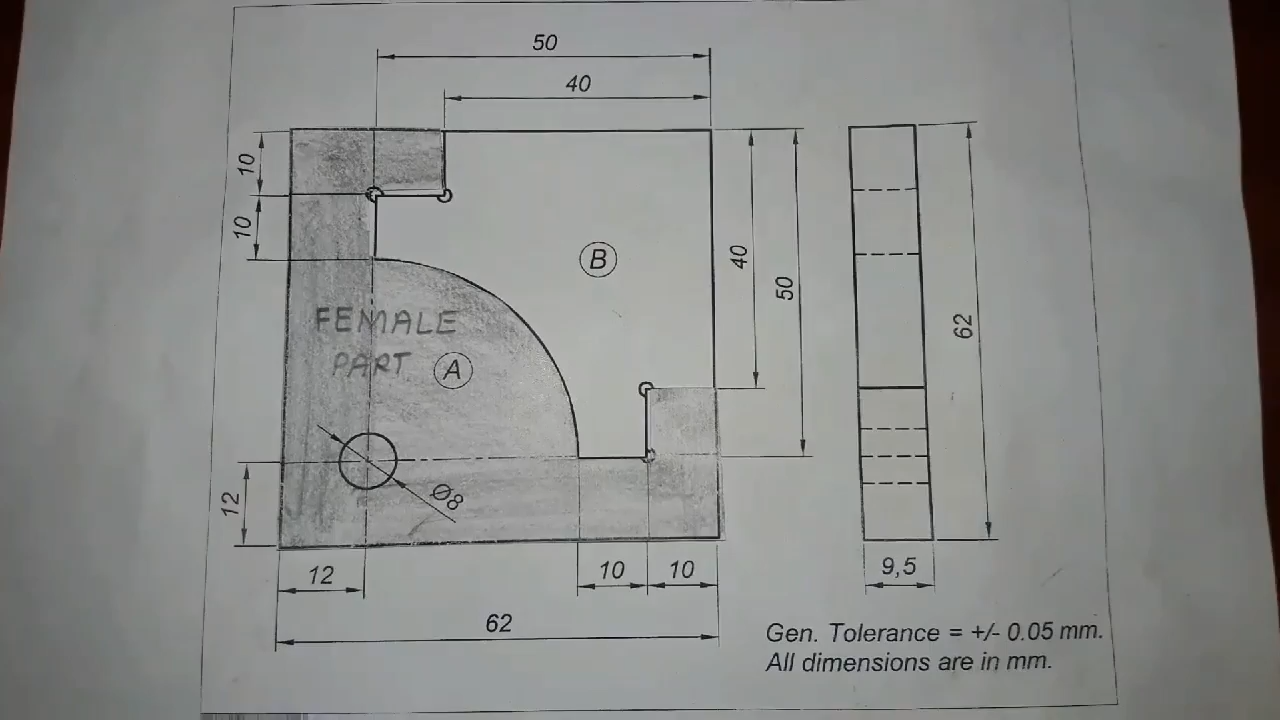 50
40
10
10
40
50
62
B
FEMALE
PART
A
12
Ø8
12
10
10
62
9,5
Gen. Tolerance = +/- 0.05 mm.
All dimensions are in mm.